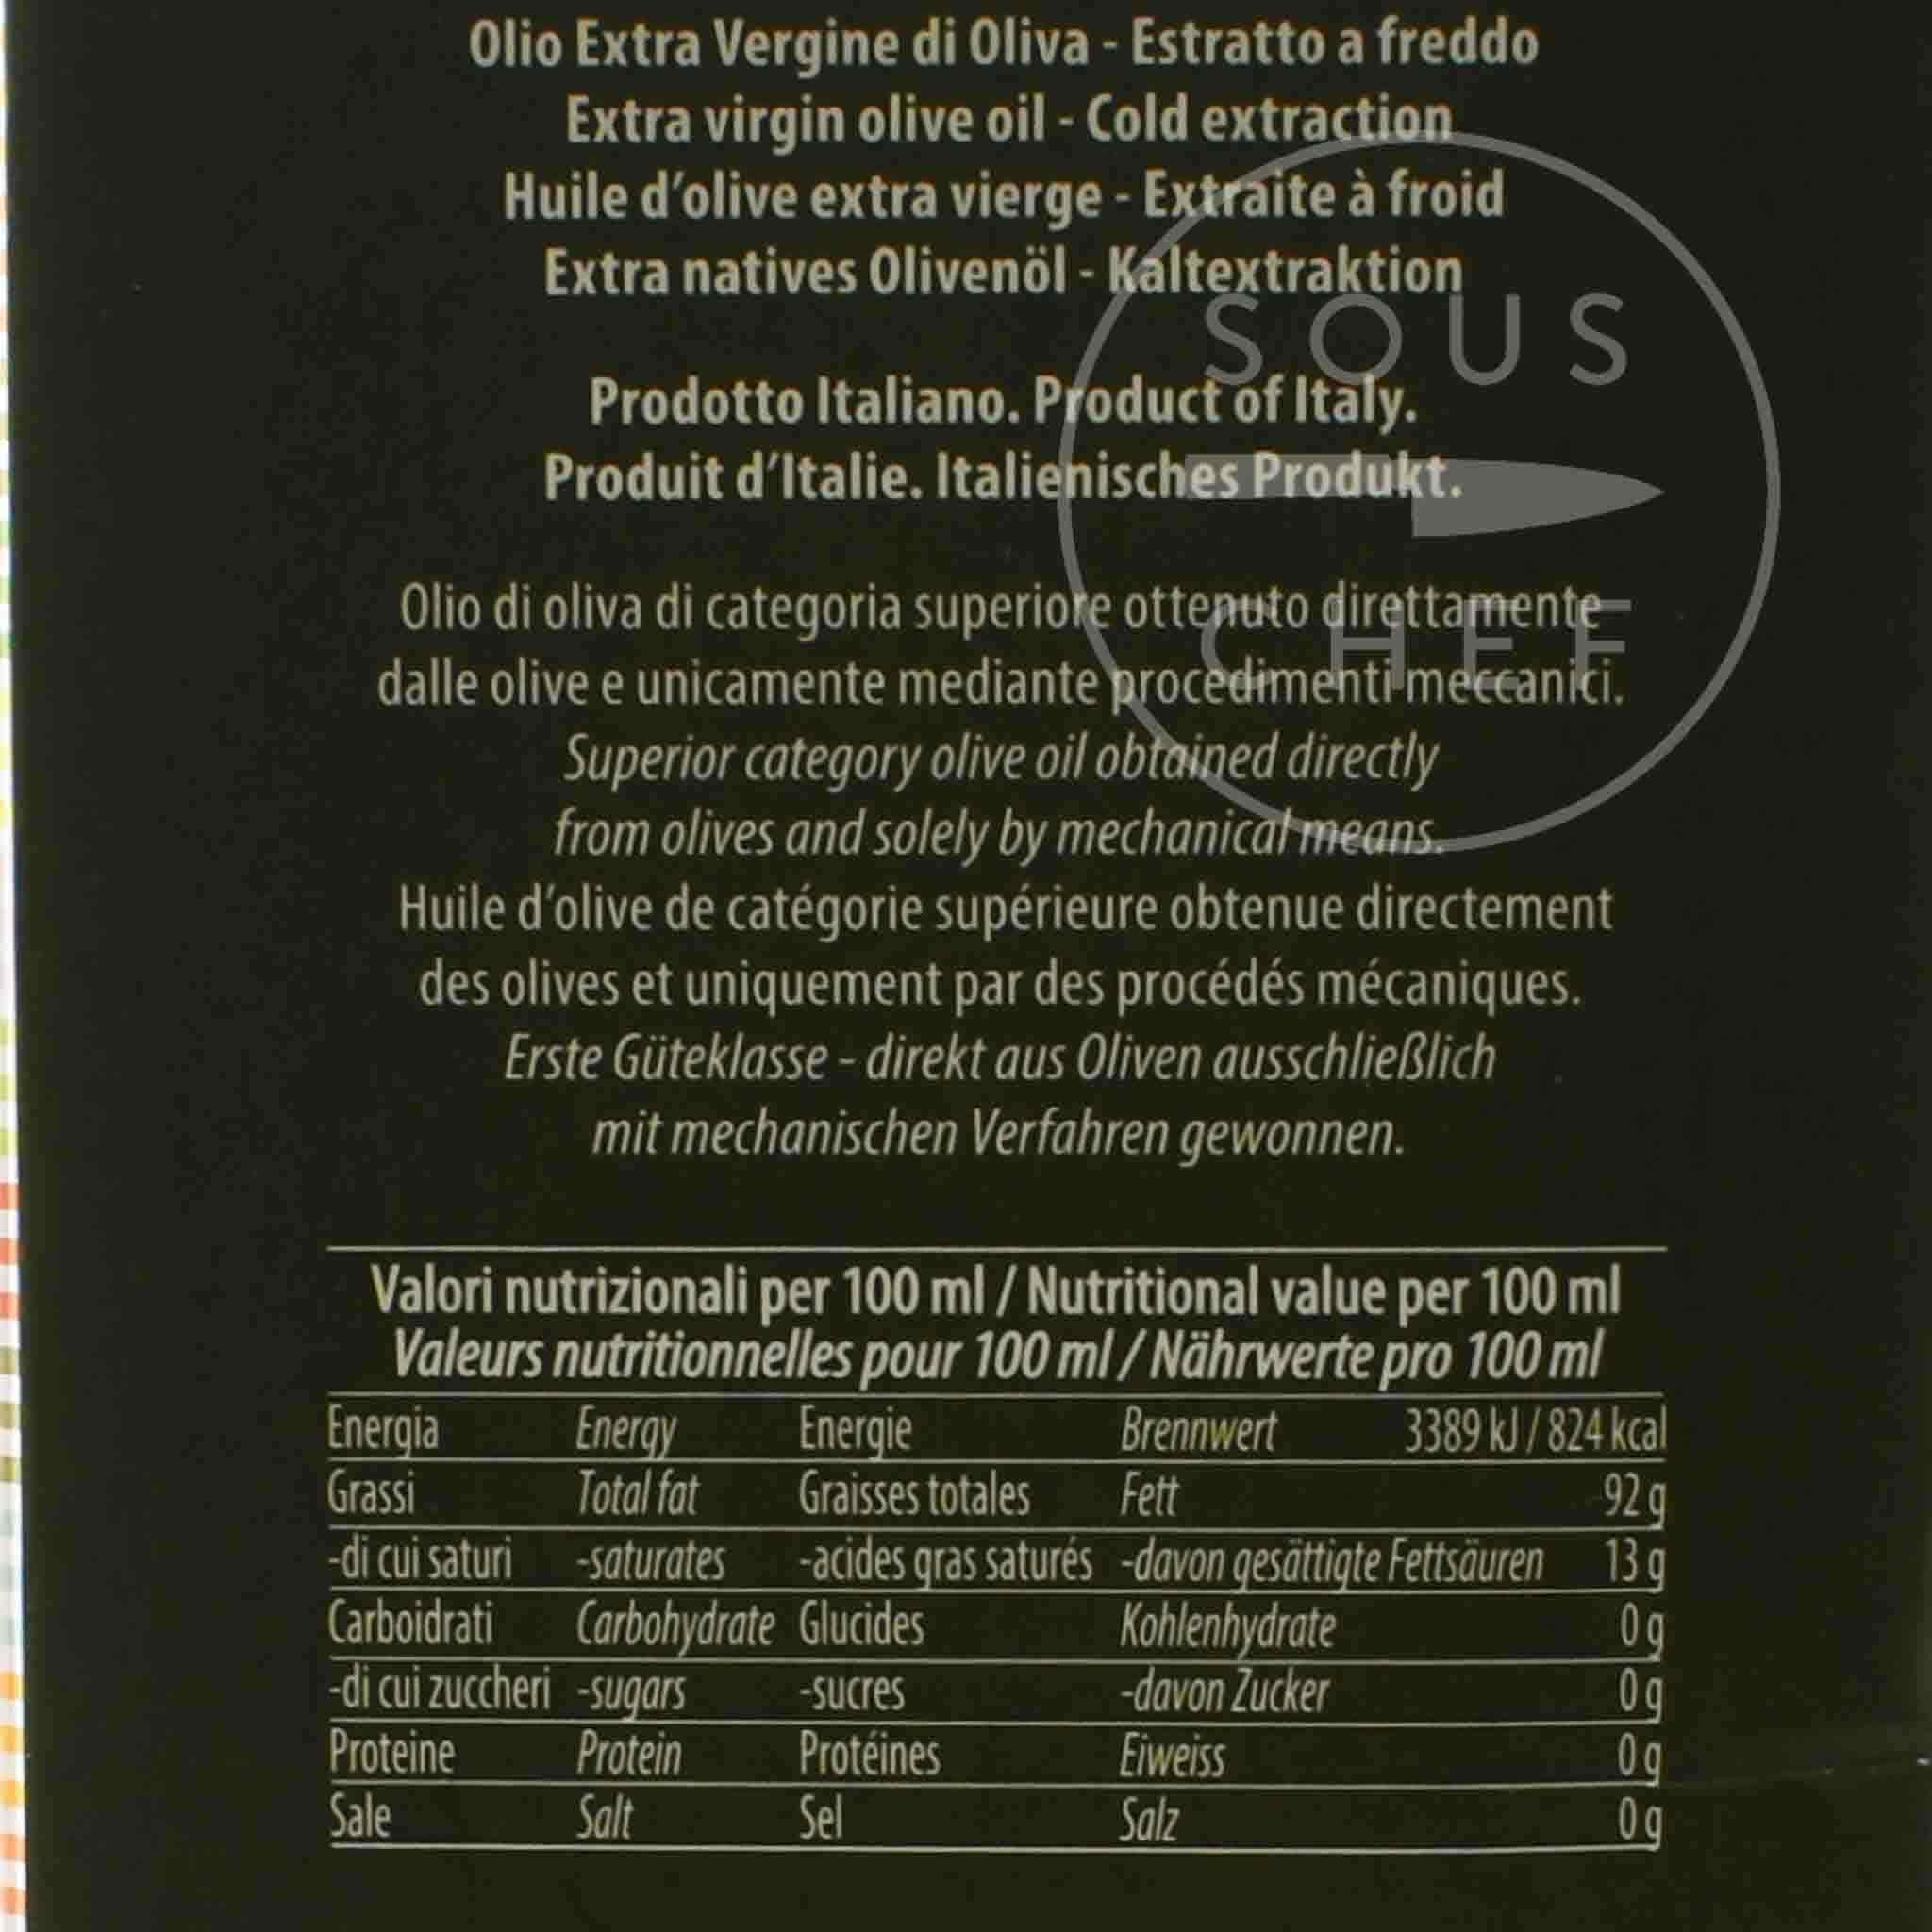 Olio Extra Vergine di Oliva - Estratto a freddo
Extra virgin olive oil - Cold extraction
Huile d'olive extra vierge - Extraite à froid
Extra natives Olivenöl - Kaltextraktion
SOUS
Prodotto Italiano. Product of Italy.
Produit d'Italie. Italienisches Produkt.
CHEF
Olio di oliva di categoria superiore ottenuto direttamente
dalle olive e unicamente mediante procedimenti meccanici.
Superior category olive oil obtained directly
from olives and solely by mechanical means.
Huile d'olive de catégorie supérieure obtenue directement
des olives et uniquement par des procédés mécaniques.
Erste Güteklasse - direkt aus Oliven ausschließlich
mit mechanischen Verfahren gewonnen.
Valori nutrizionali per 100 ml / Nutritional value per 100 ml
Valeurs nutritionnelles pour 100 ml / Nährwerte pro 100 ml
Energia Energy Energie Brennwert 3389 kJ / 824 kcal
Grassi Total fat Graisses totales Fett 92 g
-di cui saturi -saturates -acides gras saturés -davon gesättigte Fettsäuren 13 g
Carboidrati Carbohydrate Glucides Kohlenhydrate 0 g
-di cui zuccheri -sugars -sucres -davon Zucker 0 g
Proteine Protein Protéines Eiweiss 0 g
Sale Salt Sel Salz 0 g